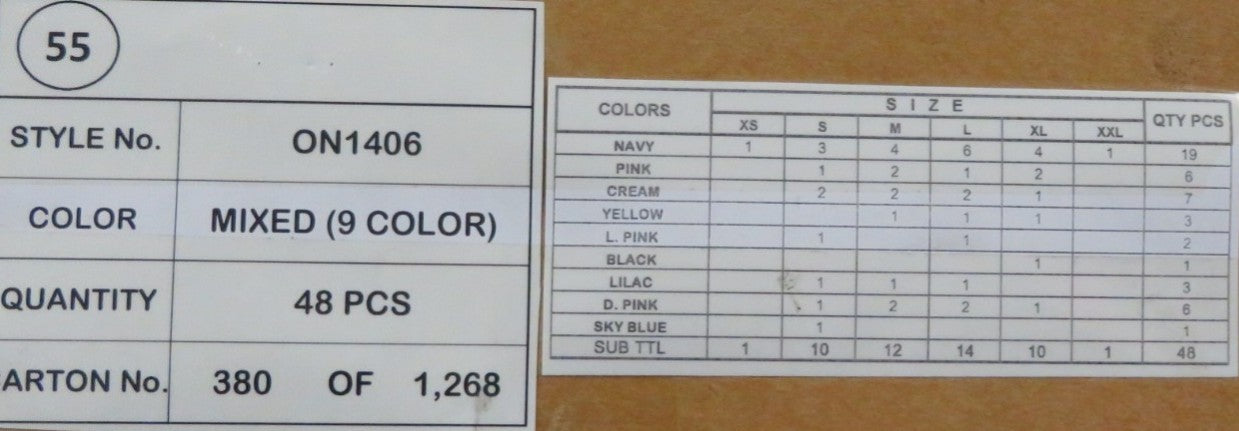 55
STYLE No. ON1406
COLOR MIXED (9 COLOR)
QUANTITY 48 PCS
ARTON No. 380 OF 1,268
COLORS SIZE QTY PCS
XS S M L XL XXL
NAVY 1 3 4 6 4 1 19
PINK 1 2 1 2 6
CREAM 2 2 2 1 7
YELLOW 1 1 1 3
L. PINK 1 1 2
BLACK 1 1
LILAC 1 1 1 3
D. PINK 1 2 2 1 6
SKY BLUE 1 1
SUB TTL 1 10 12 14 10 1 48